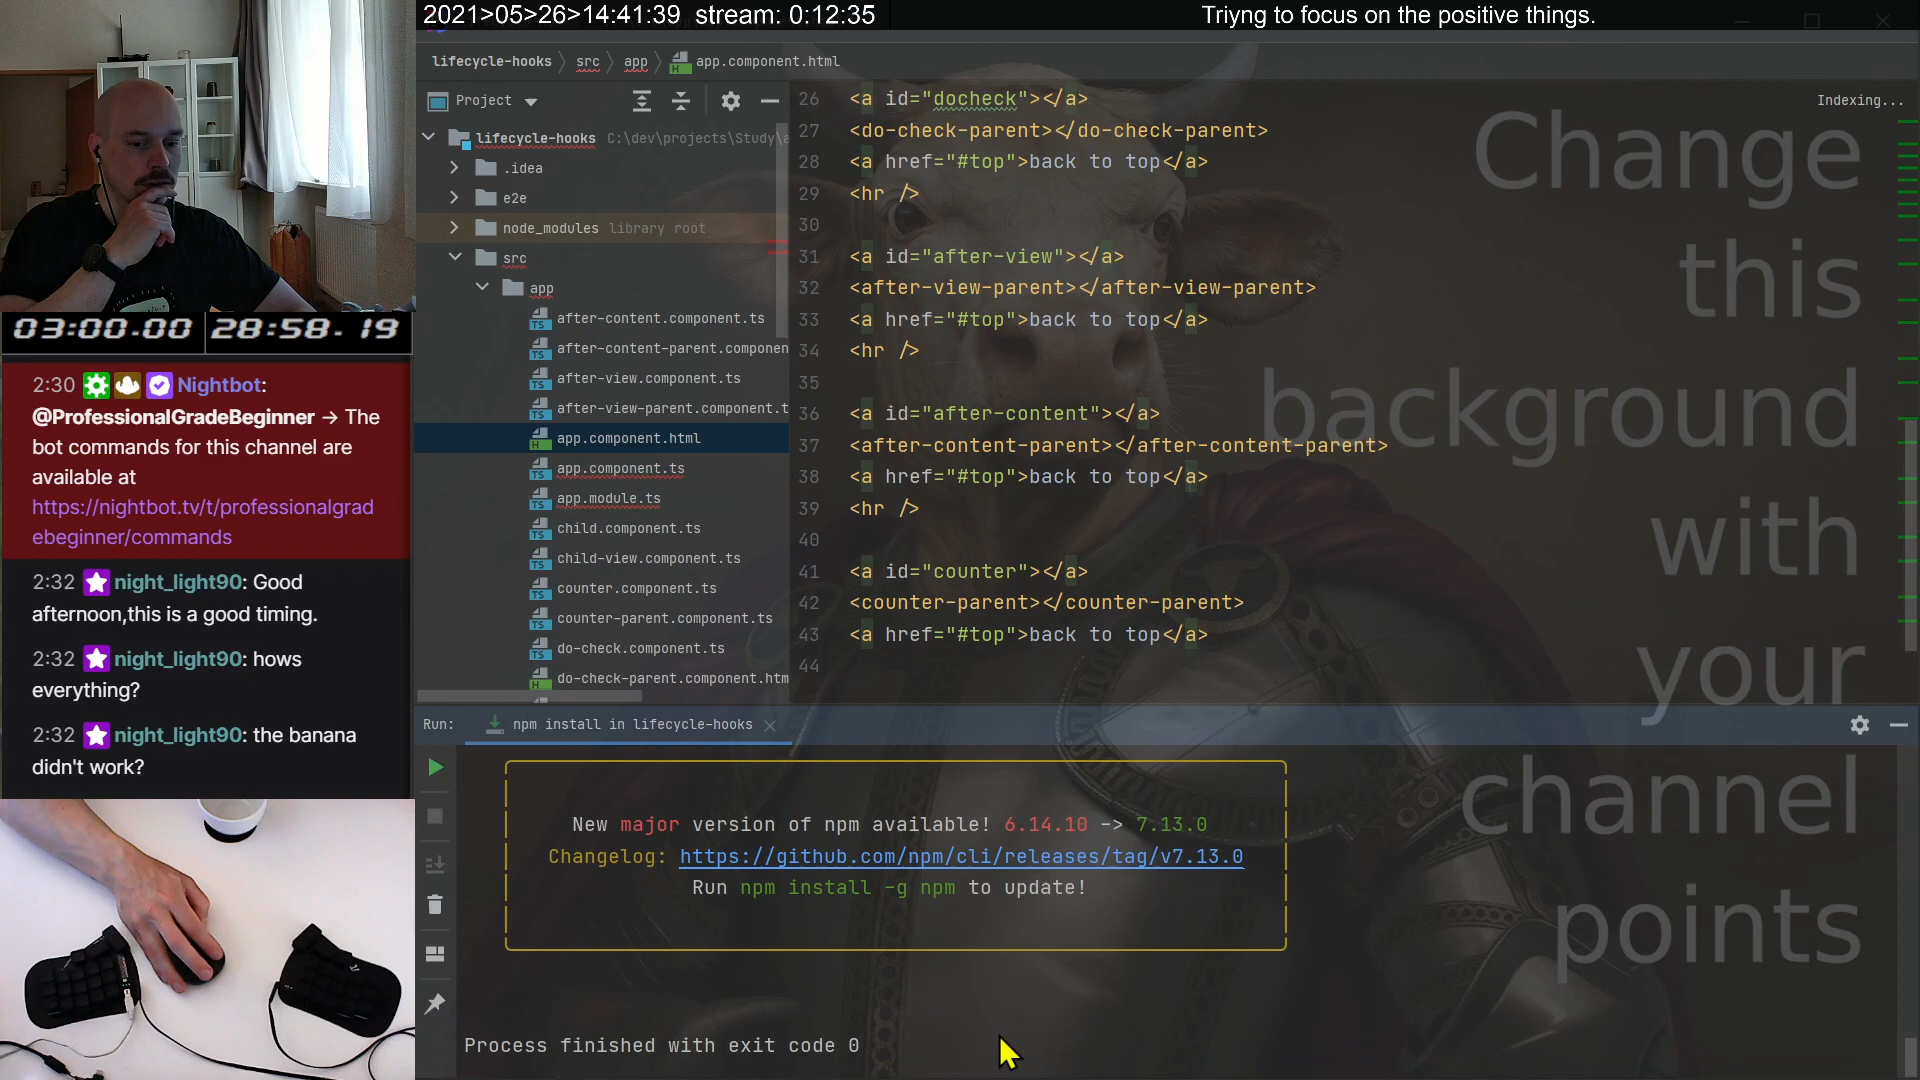 2021>05>26>14:41:39 stream: 0:12:35
Triyng to focus on the positive things.
lifecycle-hooks
src
app
app.component.html
Project
Indexing...
lifecycle-hooks C:\dev\projects\Study\a
.idea
e2e
node_modules library root
src
app
after-content.component.ts
after-content-parent.componen
after-view.component.ts
after-view-parent.component.t
app.component.html
app.component.ts
app.module.ts
child.component.ts
child-view.component.ts
counter.component.ts
counter-parent.component.ts
do-check.component.ts
do-check-parent.component.htm
26 <a id="docheck"></a>
27 <do-check-parent></do-check-parent>
28 <a href="#top">back to top</a>
29 <hr />
30
31 <a id="after-view"></a>
32 <after-view-parent></after-view-parent>
33 <a href="#top">back to top</a>
34 <hr />
35
36 <a id="after-content"></a>
37 <after-content-parent></after-content-parent>
38 <a href="#top">back to top</a>
39 <hr />
40
41 <a id="counter"></a>
42 <counter-parent></counter-parent>
43 <a href="#top">back to top</a>
44
Change
this
background
with
your
channel
points
03:00.00
28:58.19
2:30 Nightbot:
@ProfessionalGradeBeginner → The
bot commands for this channel are
available at
https://nightbot.tv/t/professionalgrad
ebeginner/commands
2:32 night_light90: Good
afternoon,this is a good timing.
2:32 night_light90: hows
everything?
2:32 night_light90: the banana
didn't work?
Run: npm install in lifecycle-hooks
New major version of npm available! 6.14.10 -> 7.13.0
Changelog: https://github.com/npm/cli/releases/tag/v7.13.0
Run npm install -g npm to update!
Process finished with exit code 0